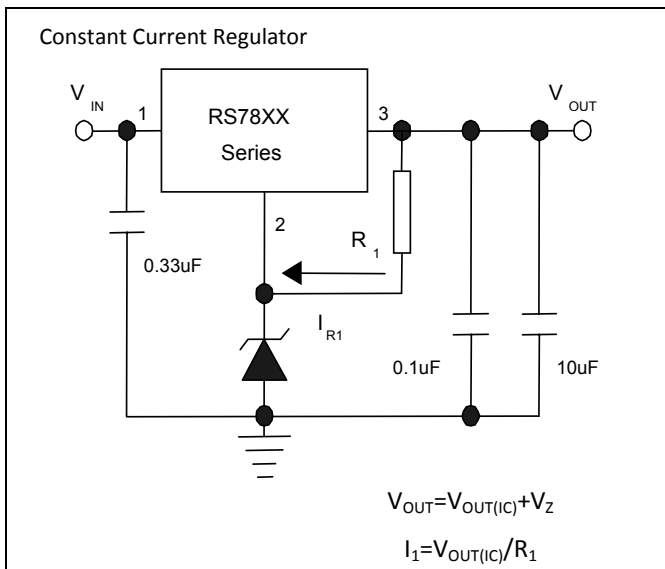 Constant Current Regulator
V IN
1
RS78XX
Series
3
V OUT
2
R 1
0.33uF
I R1
0.1uF
10uF
VOUT=VOUT(IC)+VZ
I1=VOUT(IC)/R1